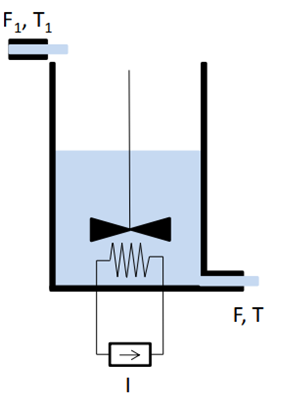 F₁, T₁
F, T
I